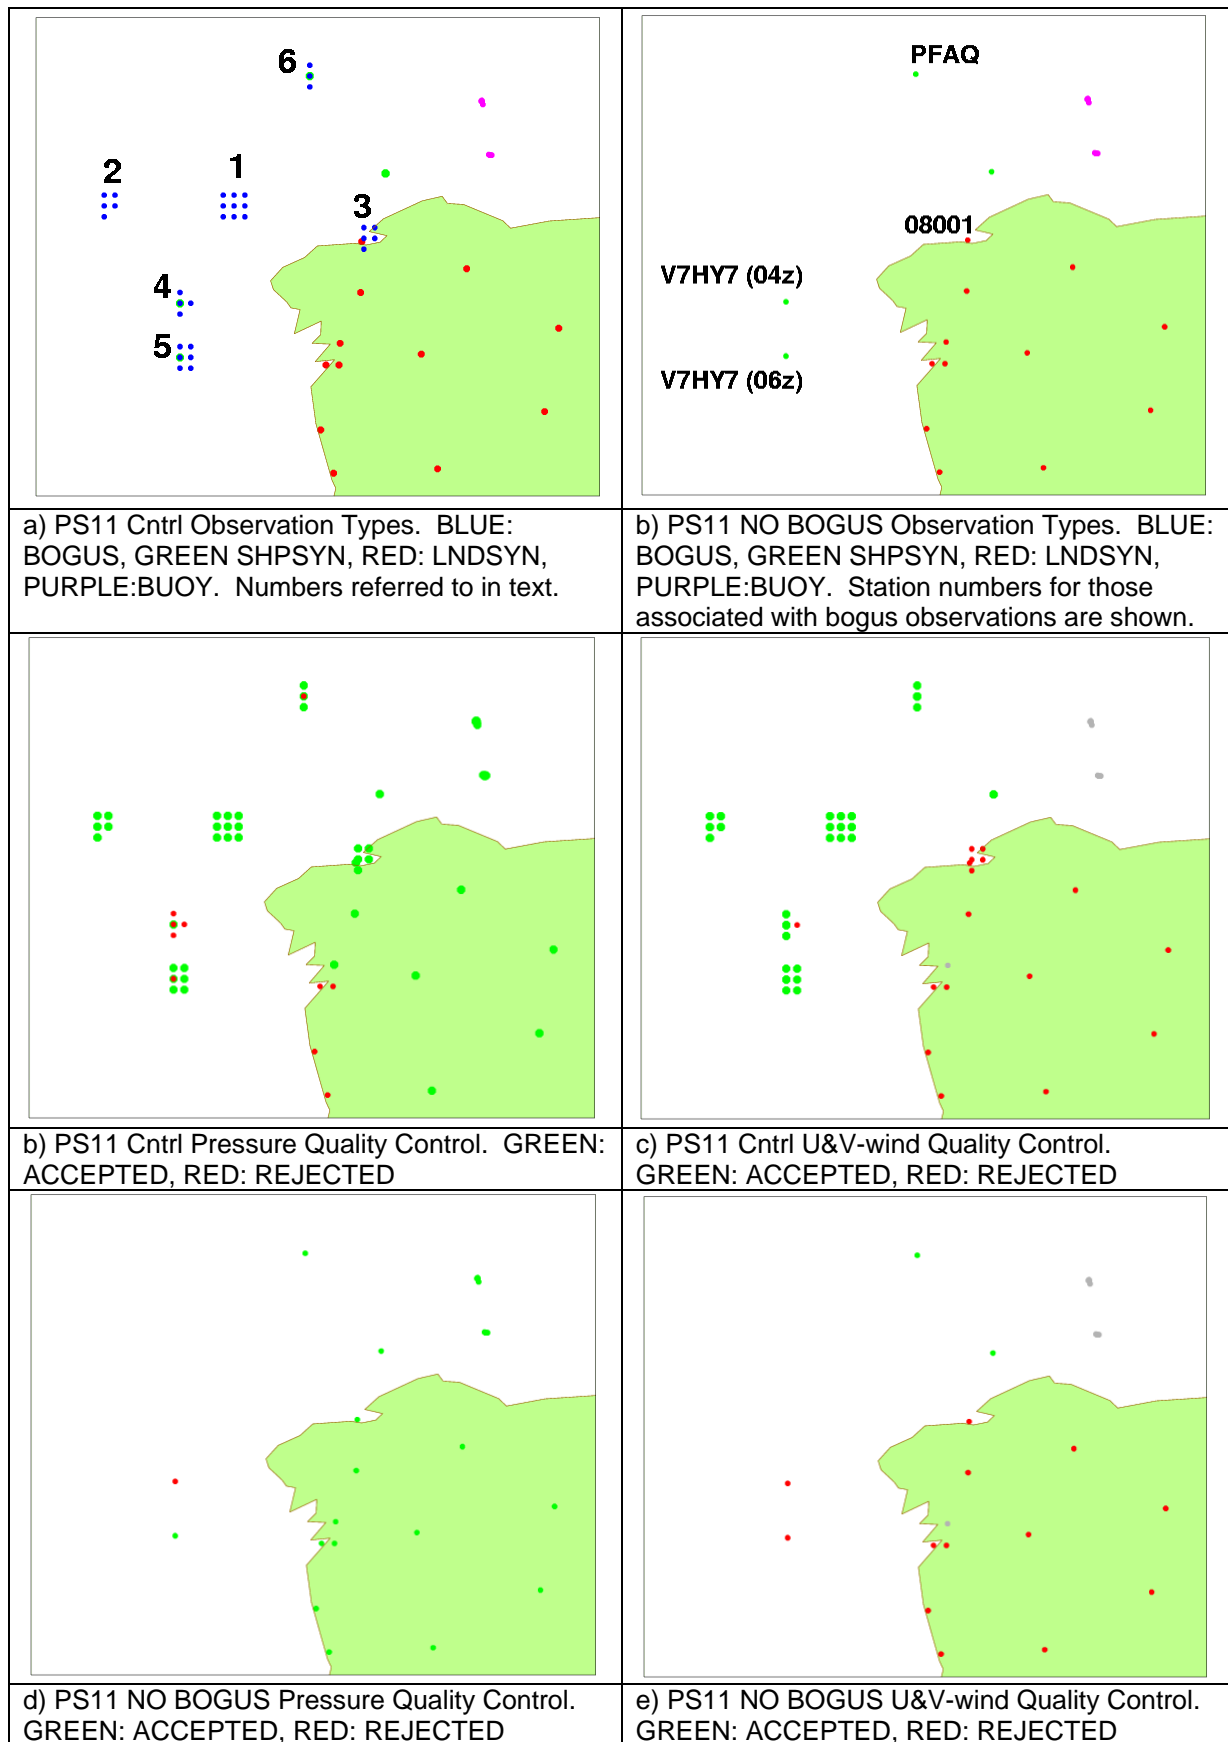 6
2
1
3
4
5
PFAQ
08001
V7HY7 (04z)
V7HY7 (06z)
a) PS11 Cntrl Observation Types. BLUE:
BOGUS, GREEN SHPSYN, RED: LNDSYN,
PURPLE:BUOY. Numbers referred to in text.
b) PS11 NO BOGUS Observation Types. BLUE:
BOGUS, GREEN SHPSYN, RED: LNDSYN,
PURPLE:BUOY. Station numbers for those
associated with bogus observations are shown.
b) PS11 Cntrl Pressure Quality Control. GREEN:
ACCEPTED, RED: REJECTED
c) PS11 Cntrl U&V-wind Quality Control.
GREEN: ACCEPTED, RED: REJECTED
d) PS11 NO BOGUS Pressure Quality Control.
GREEN: ACCEPTED, RED: REJECTED
e) PS11 NO BOGUS U&V-wind Quality Control.
GREEN: ACCEPTED, RED: REJECTED